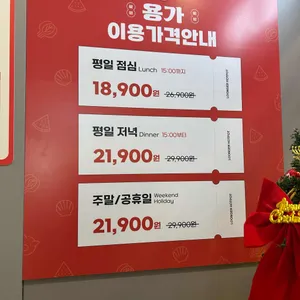 용가
이용가격안내
평일 점심 Lunch 15:00까지
18,900원 26,900원
평일 저녁 Dinner 15:00부터
21,900원 29,900원
주말/공휴일 Weekend Holiday
21,900원 29,900원